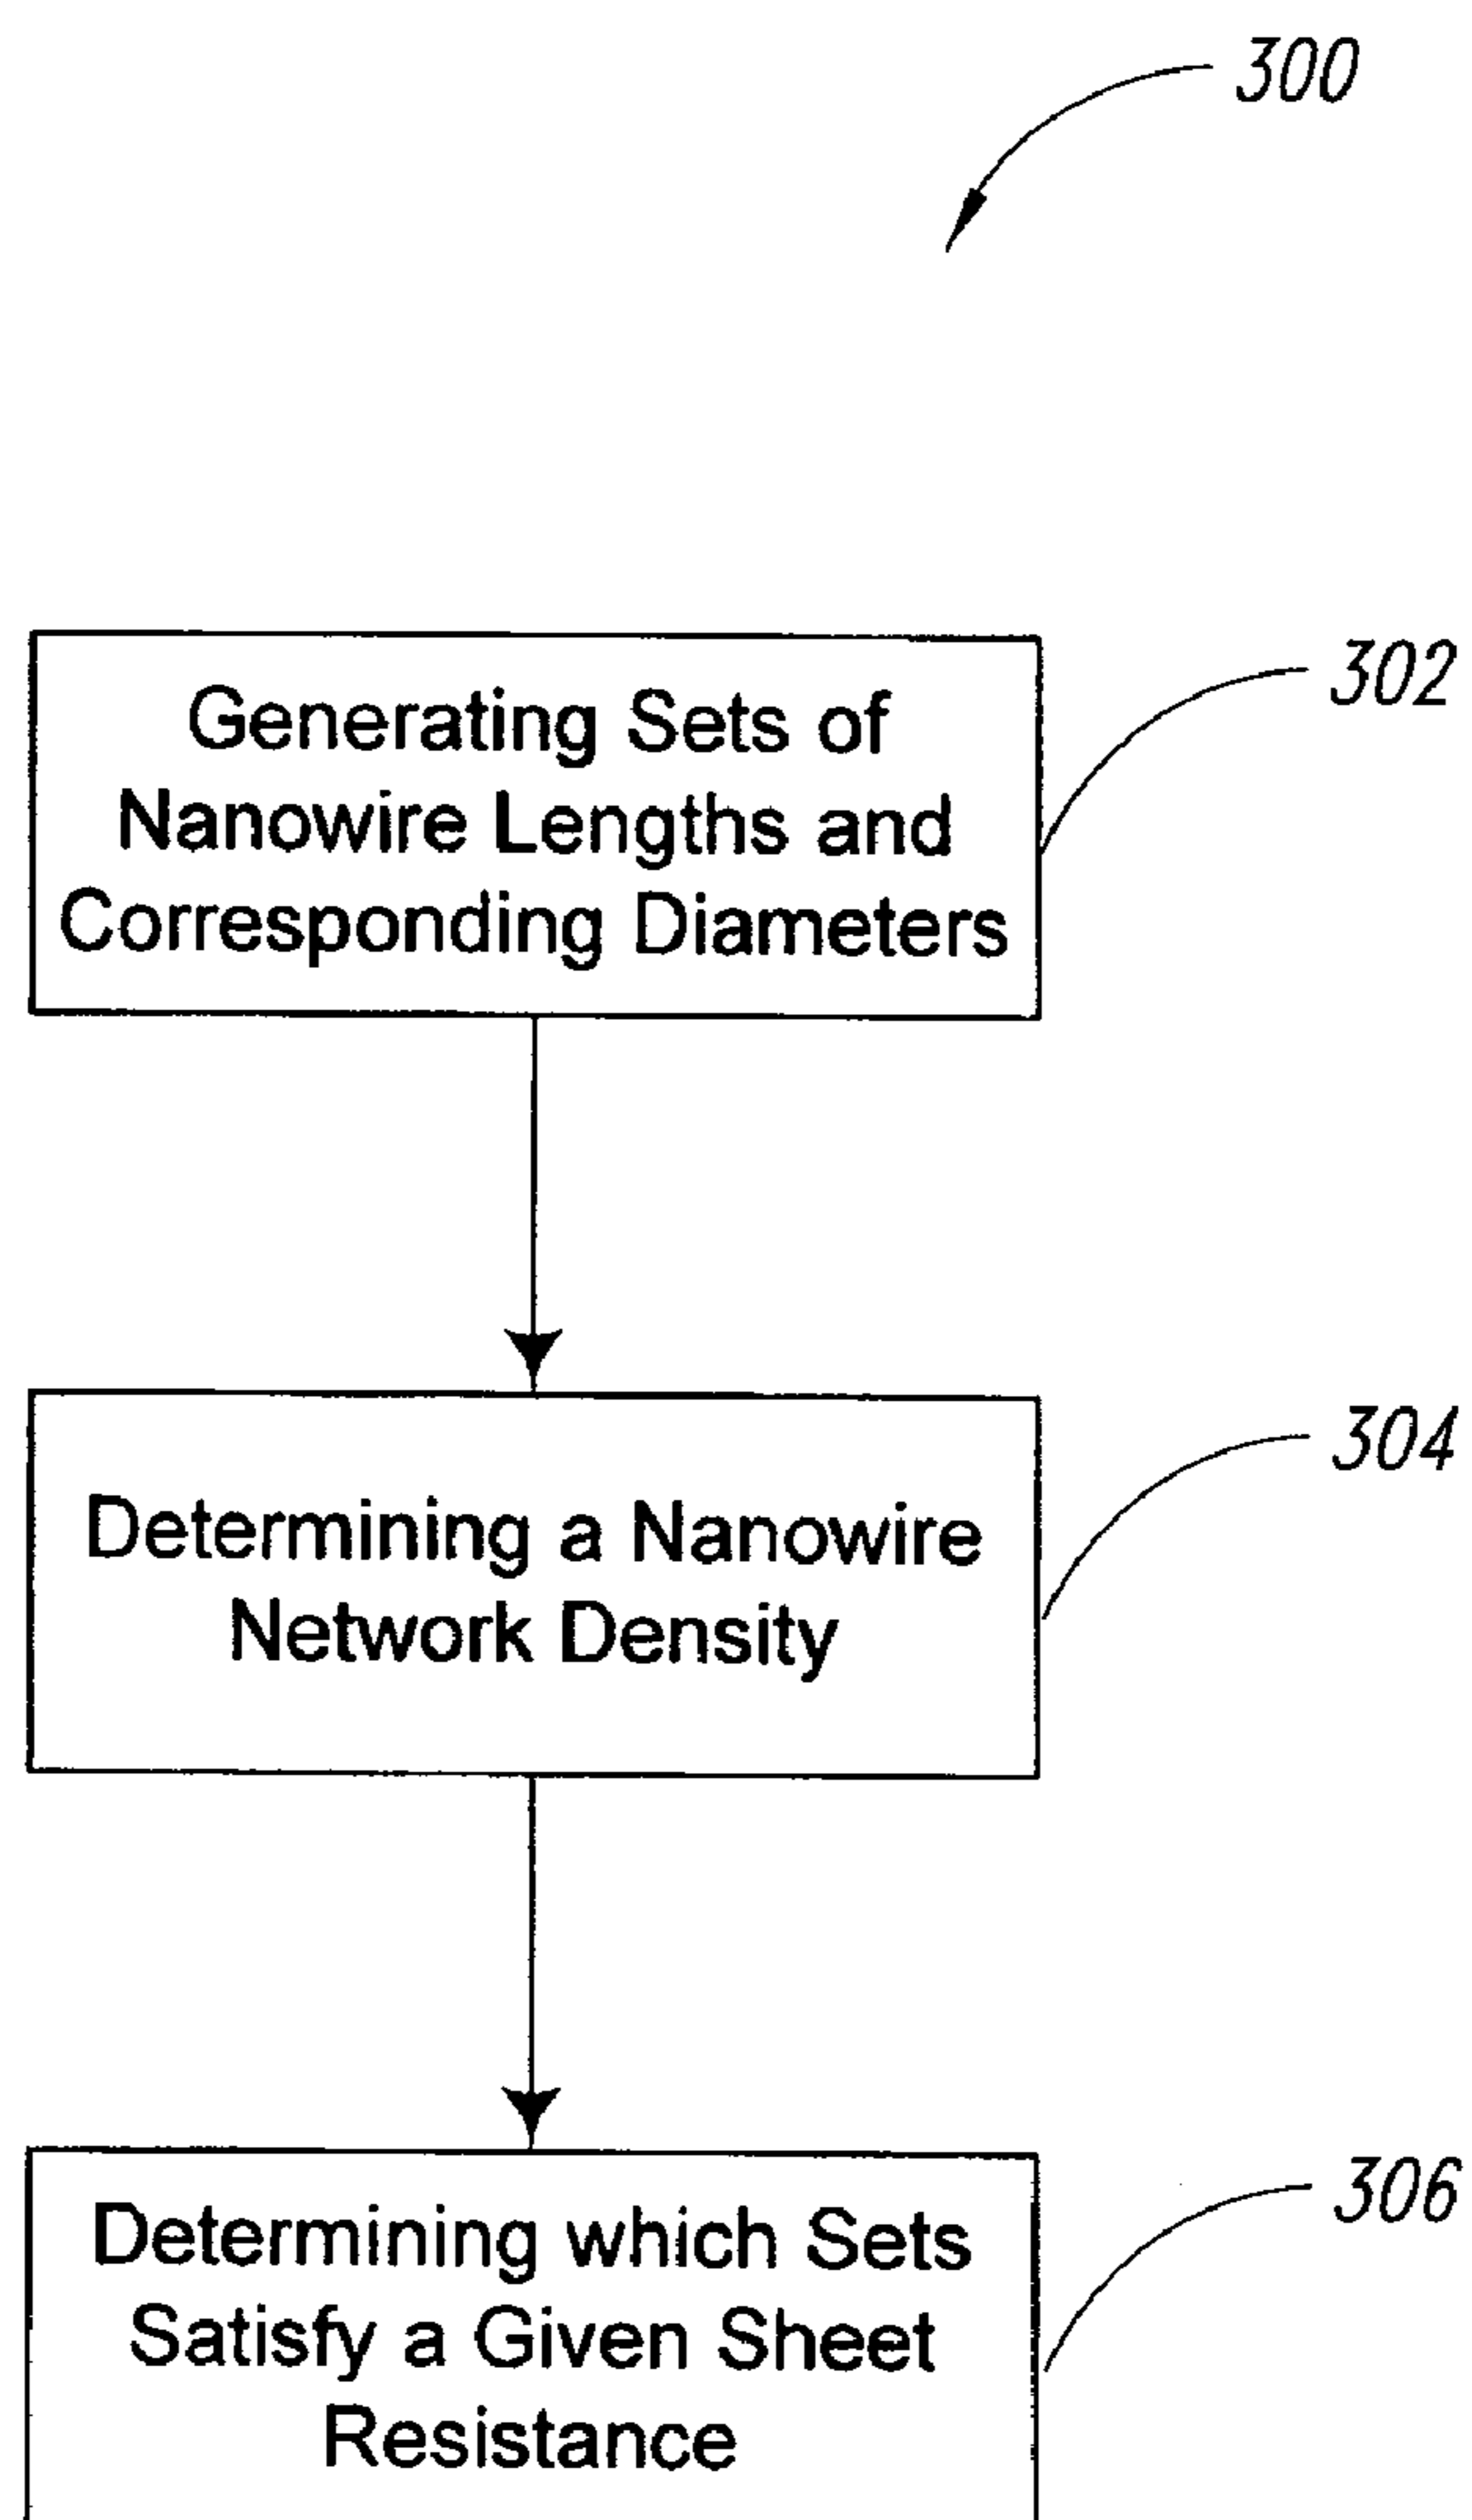 300
Generating Sets of
Nanowire Lengths and
Corresponding Diameters
302
Determining a Nanowire
Network Density
304
Determining which Sets
Satisfy a Given Sheet
Resistance
306